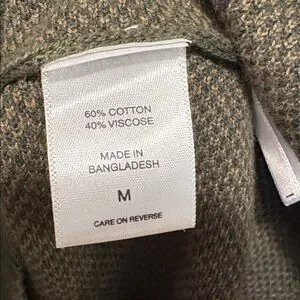 60% COTTON
40% VISCOSE
MADE IN
BANGLADESH
M
CARE ON REVERSE